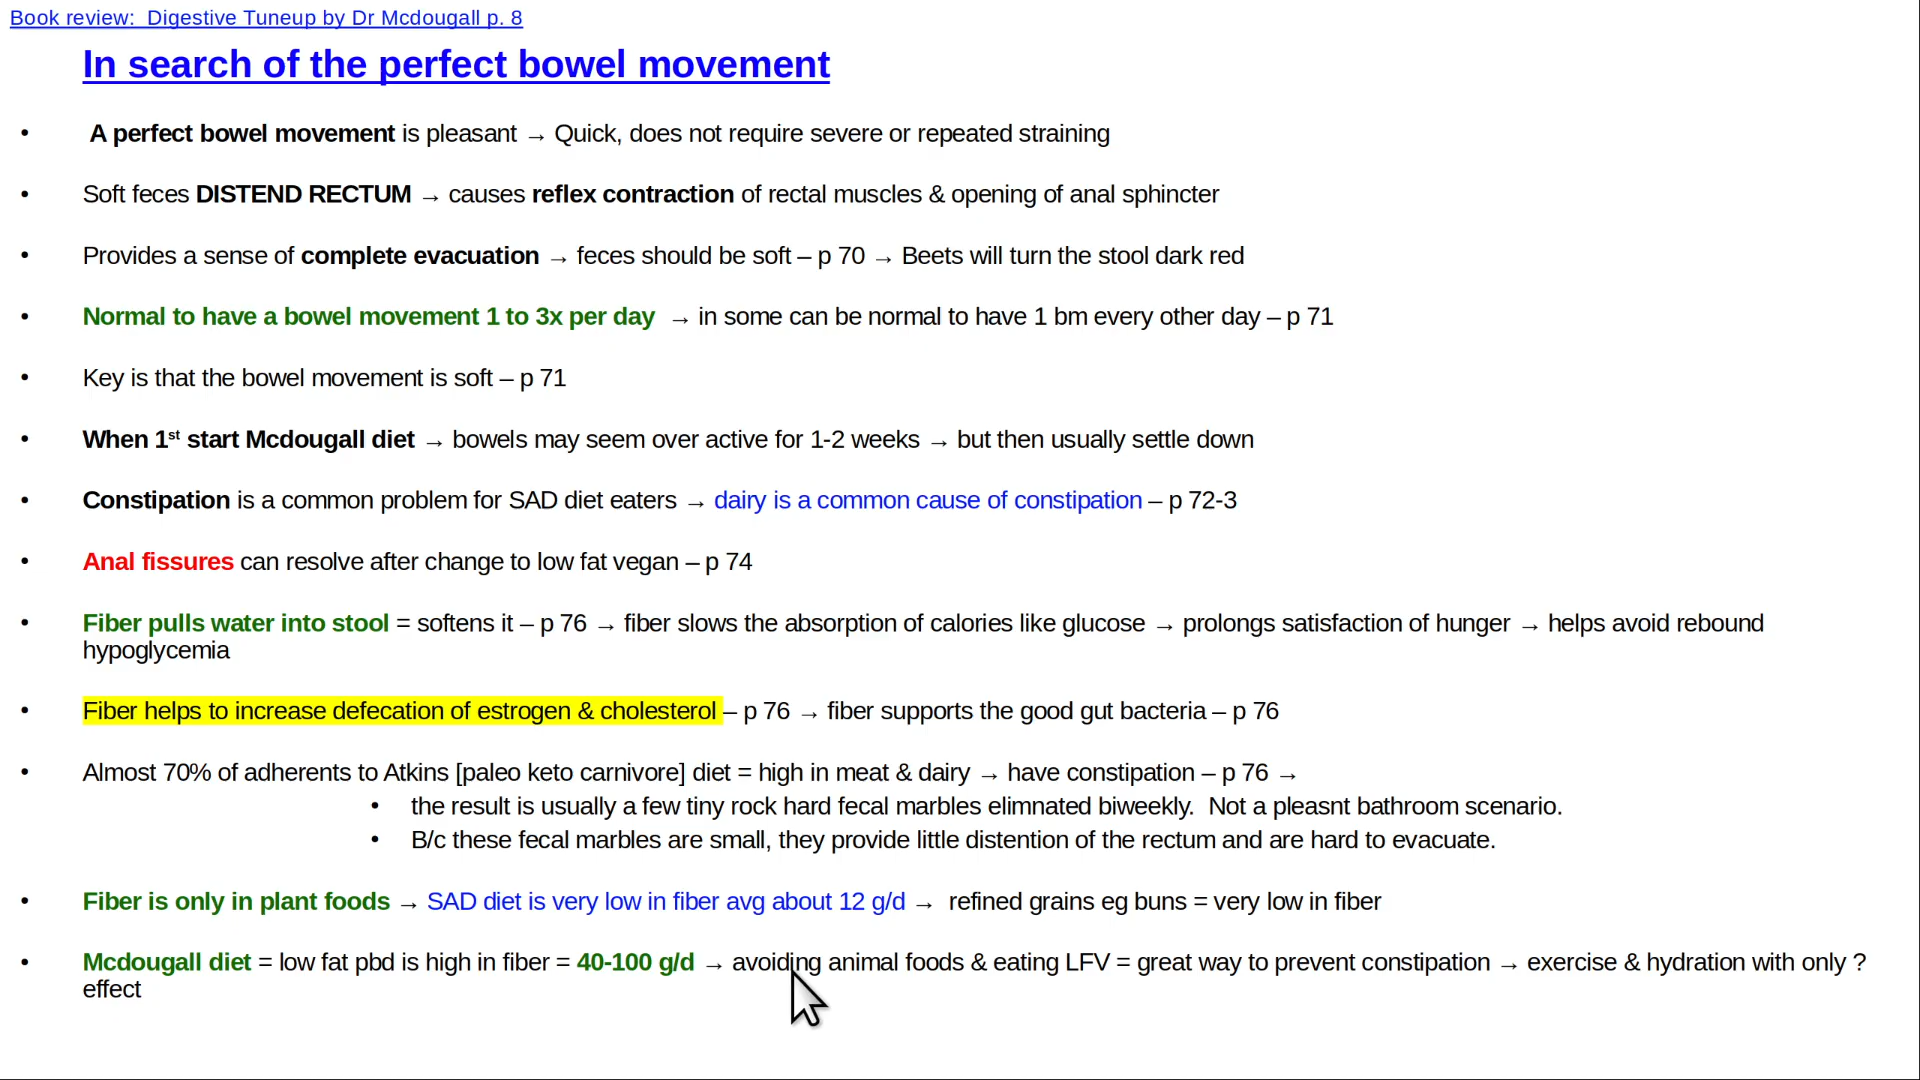 Book review:  Digestive Tuneup by Dr Mcdougall p. 8
In search of the perfect bowel movement
• A perfect bowel movement is pleasant → Quick, does not require severe or repeated straining
• Soft feces DISTEND RECTUM → causes reflex contraction of rectal muscles & opening of anal sphincter
• Provides a sense of complete evacuation → feces should be soft – p 70 → Beets will turn the stool dark red
• Normal to have a bowel movement 1 to 3x per day → in some can be normal to have 1 bm every other day – p 71
• Key is that the bowel movement is soft – p 71
• When 1st start Mcdougall diet → bowels may seem over active for 1-2 weeks → but then usually settle down
• Constipation is a common problem for SAD diet eaters → dairy is a common cause of constipation – p 72-3
• Anal fissures can resolve after change to low fat vegan – p 74
• Fiber pulls water into stool = softens it – p 76 → fiber slows the absorption of calories like glucose → prolongs satisfaction of hunger → helps avoid rebound
hypoglycemia
• Fiber helps to increase defecation of estrogen & cholesterol – p 76 → fiber supports the good gut bacteria – p 76
• Almost 70% of adherents to Atkins [paleo keto carnivore] diet = high in meat & dairy → have constipation – p 76 →
• the result is usually a few tiny rock hard fecal marbles elimnated biweekly.  Not a pleasnt bathroom scenario.
• B/c these fecal marbles are small, they provide little distention of the rectum and are hard to evacuate.
• Fiber is only in plant foods → SAD diet is very low in fiber avg about 12 g/d → refined grains eg buns = very low in fiber
• Mcdougall diet = low fat pbd is high in fiber = 40-100 g/d → avoiding animal foods & eating LFV = great way to prevent constipation → exercise & hydration with only ?
effect